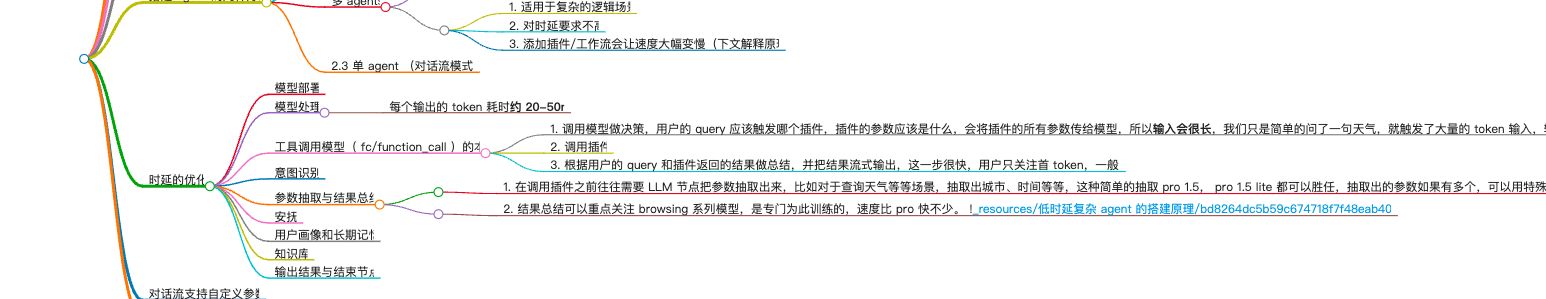 多 agent
1. 适用于复杂的逻辑场
2. 对时延要求不
3. 添加插件/工作流会让速度大幅变慢（下文解释原
2.3 单 agent （对话流模式
时延的优化
模型部署
模型处理
每个输出的 token 耗时约 20-50
工具调用模型（ fc/function_call ）的
1. 调用模型做决策，用户的 query 应该触发哪个插件，插件的参数应该是什么，会将插件的所有参数传给模型，所以输入会很长，我们只是简单的问了一句天气，就触发了大量的 token 输入，
2. 调用插件
3. 根据用户的 query 和插件返回的结果做总结，并把结果流式输出，这一步很快，用户只关注首 token，一般
意图识别
参数抽取与结果总
1. 在调用插件之前往往需要 LLM 节点把参数抽取出来，比如对于查询天气等等场景，抽取出城市、时间等等，这种简单的抽取 pro 1.5， pro 1.5 lite 都可以胜任，抽取出的参数如果有多个，可以用特殊
2. 结果总结可以重点关注 browsing 系列模型，是专门为此训练的，速度比 pro 快不少。 !_resources/低时延复杂 agent 的搭建原理/bd8264dc5b59c674718f7f48eab40
安抚
用户画像和长期记忆
知识库
输出结果与结束节点
对话流支持自定义参数